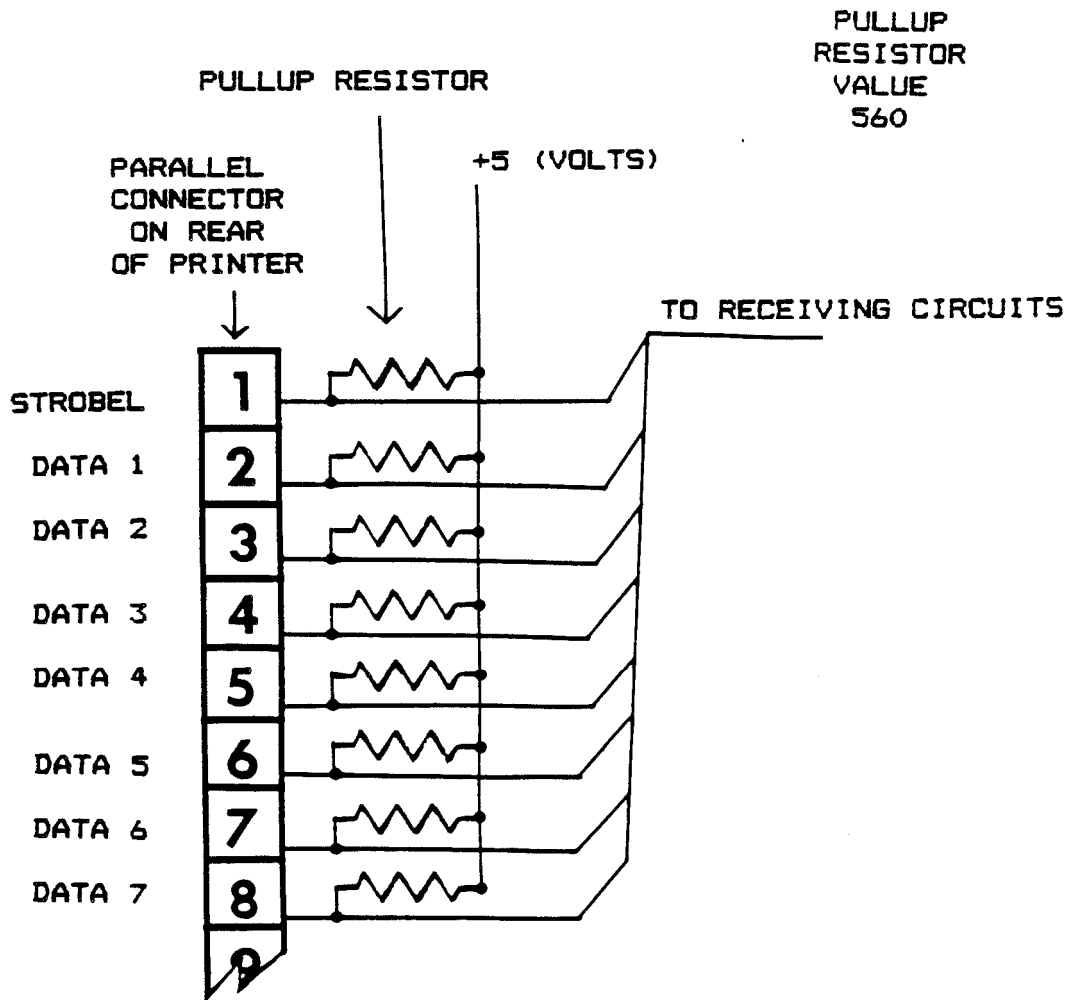 PULLUP
RESISTOR
VALUE
560
PULLUP RESISTOR
+5 (VOLTS)
PARALLEL
CONNECTOR
ON REAR
OF PRINTER
TO RECEIVING CIRCUITS
STROBEL
1
DATA 1
2
DATA 2
3
DATA 3
4
DATA 4
5
DATA 5
6
DATA 6
7
DATA 7
8
9